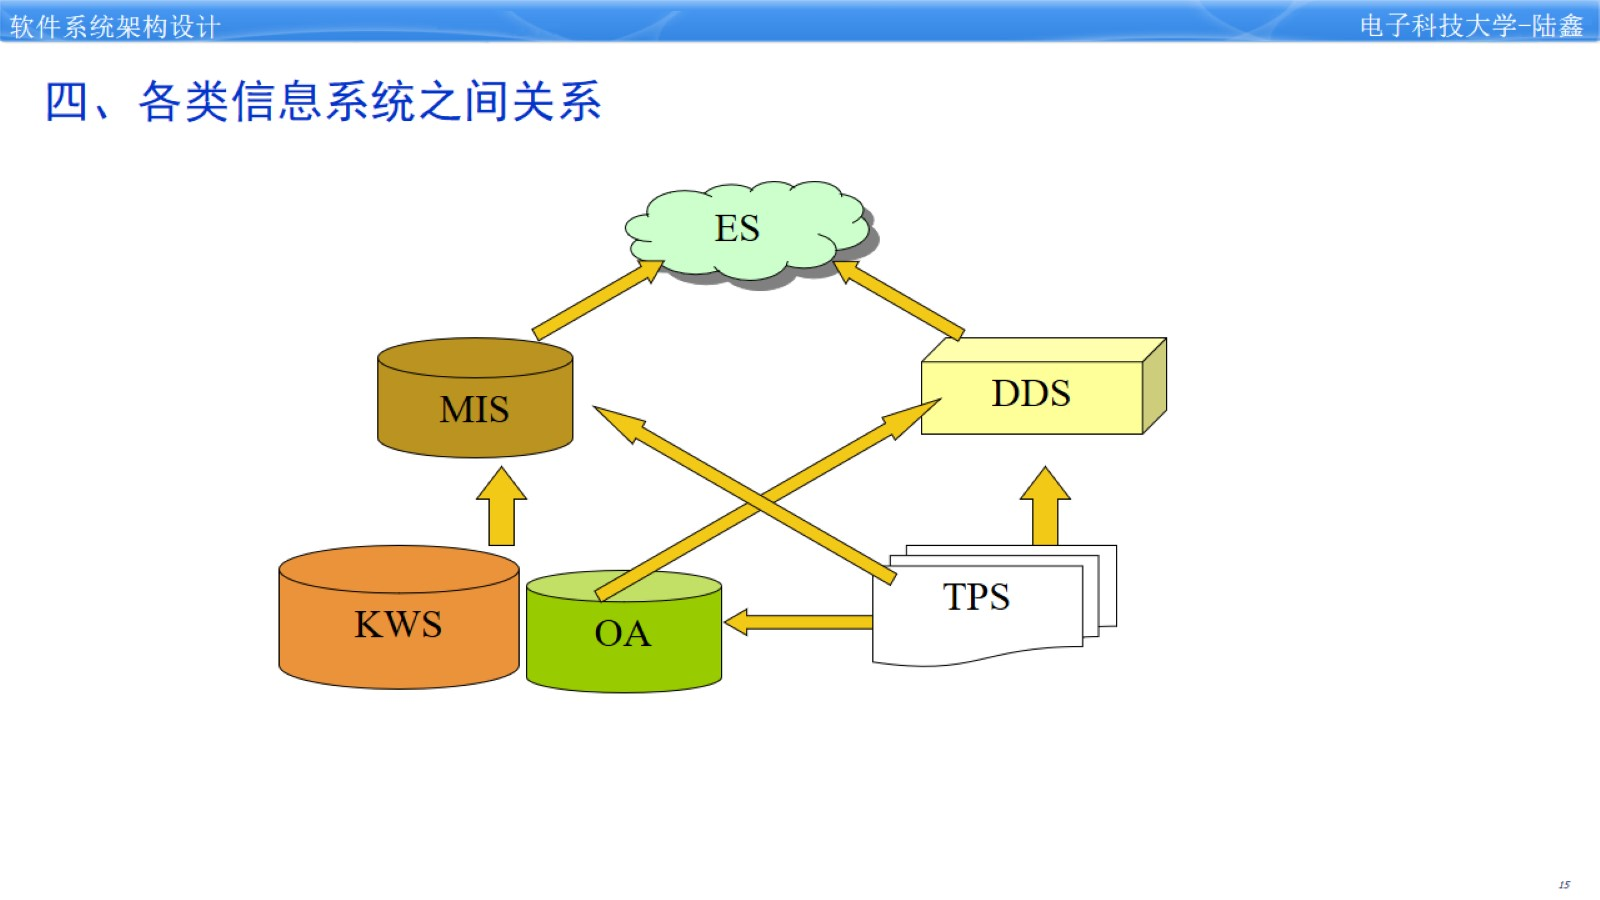 软件系统架构设计
电子科技大学-陆鑫
四、各类信息系统之间关系
ES
MIS
DDS
KWS
OA
TPS
15